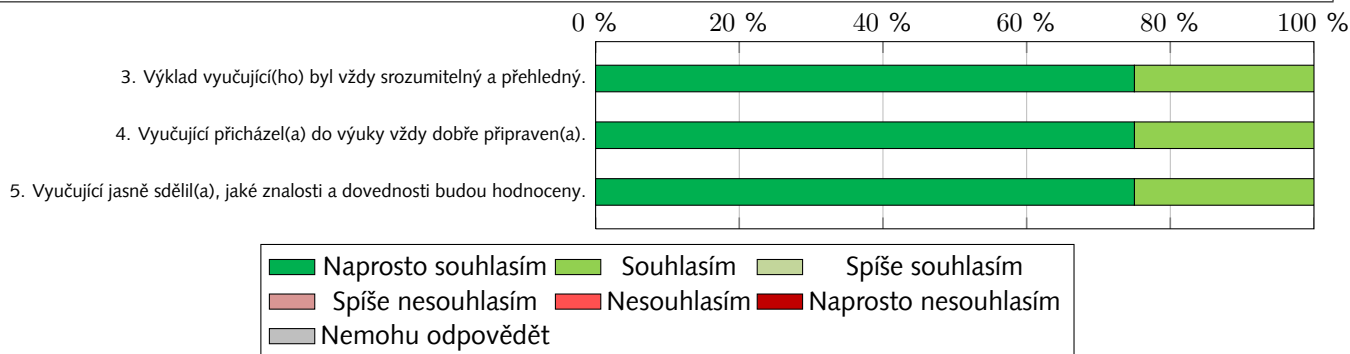 0 % 20 % 40 % 60 % 80 % 100 %
3. Výklad vyučující(ho) byl vždy srozumitelný a přehledný.
4. Vyučující přicházel(a) do výuky vždy dobře připraven(a).
5. Vyučující jasně sdělil(a), jaké znalosti a dovednosti budou hodnoceny.
Naprosto souhlasím Souhlasím Spíše souhlasím
Spíše nesouhlasím Nesouhlasím Naprosto nesouhlasím
Nemohu odpovědět